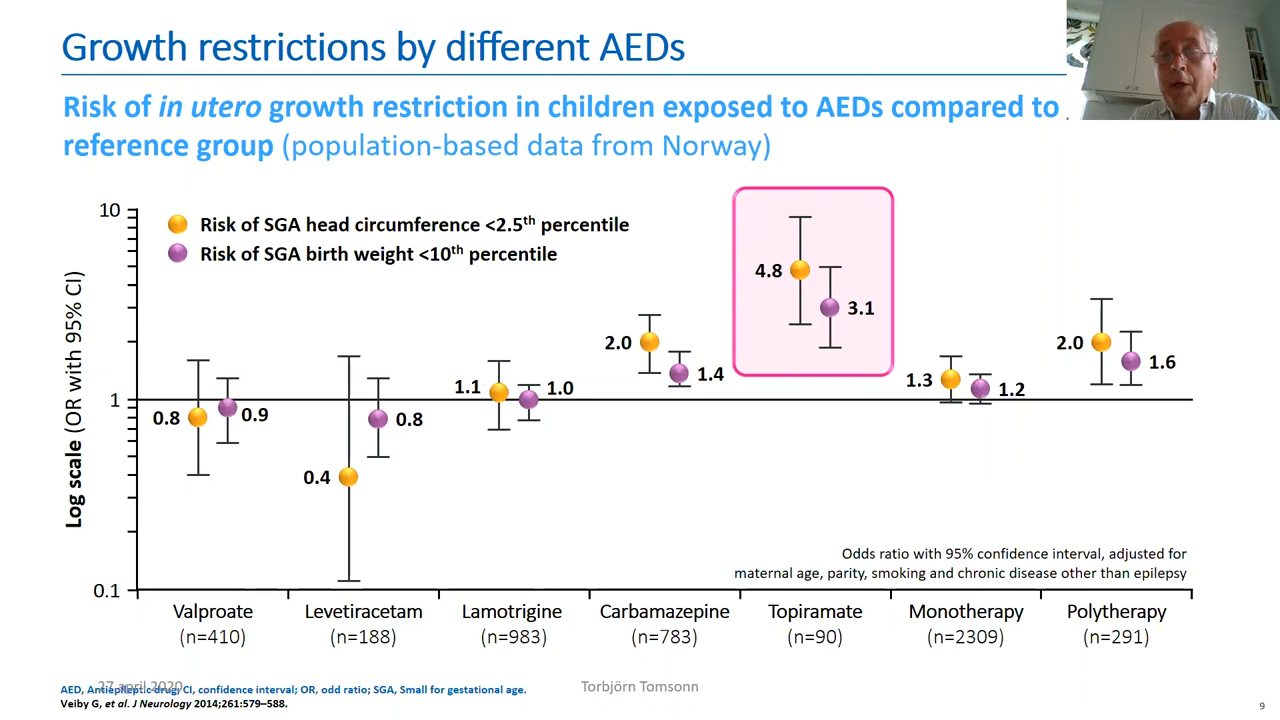 Growth restrictions by different AEDs
Risk of in utero growth restriction in children exposed to AEDs compared to
reference group (population-based data from Norway)
Log scale (OR with 95% CI)
10
1
0.1
Risk of SGA head circumference <2.5th percentile
Risk of SGA birth weight <10th percentile
0.8
0.9
0.4
0.8
1.1
1.0
2.0
1.4
4.8
3.1
1.3
1.2
2.0
1.6
Odds ratio with 95% confidence interval, adjusted for
maternal age, parity, smoking and chronic disease other than epilepsy
Valproate
(n=410)
Levetiracetam
(n=188)
Lamotrigine
(n=983)
Carbamazepine
(n=783)
Topiramate
(n=90)
Monotherapy
(n=2309)
Polytherapy
(n=291)
27 april 2020
AED, Antiepileptic drug; CI, confidence interval; OR, odd ratio; SGA, Small for gestational age.
Veiby G, et al. J Neurology 2014;261:579–588.
Torbjörn Tomsonn
9